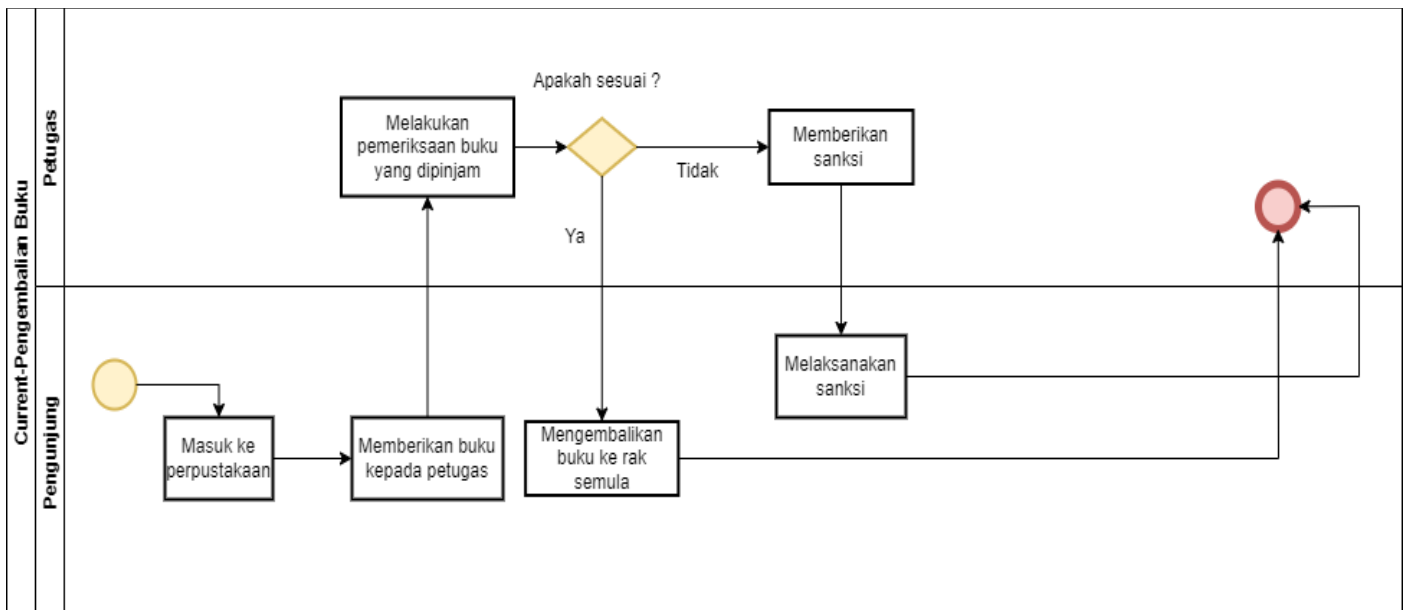 Current-Pengembalian Buku
Petugas
Apakah sesuai ?
Melakukan
pemeriksaan buku
yang dipinjam
Tidak
Memberikan
sanksi
Ya
Pengunjung
Masuk ke
perpustakaan
Memberikan buku
kepada petugas
Mengembalikan
buku ke rak
semula
Melaksanakan
sanksi